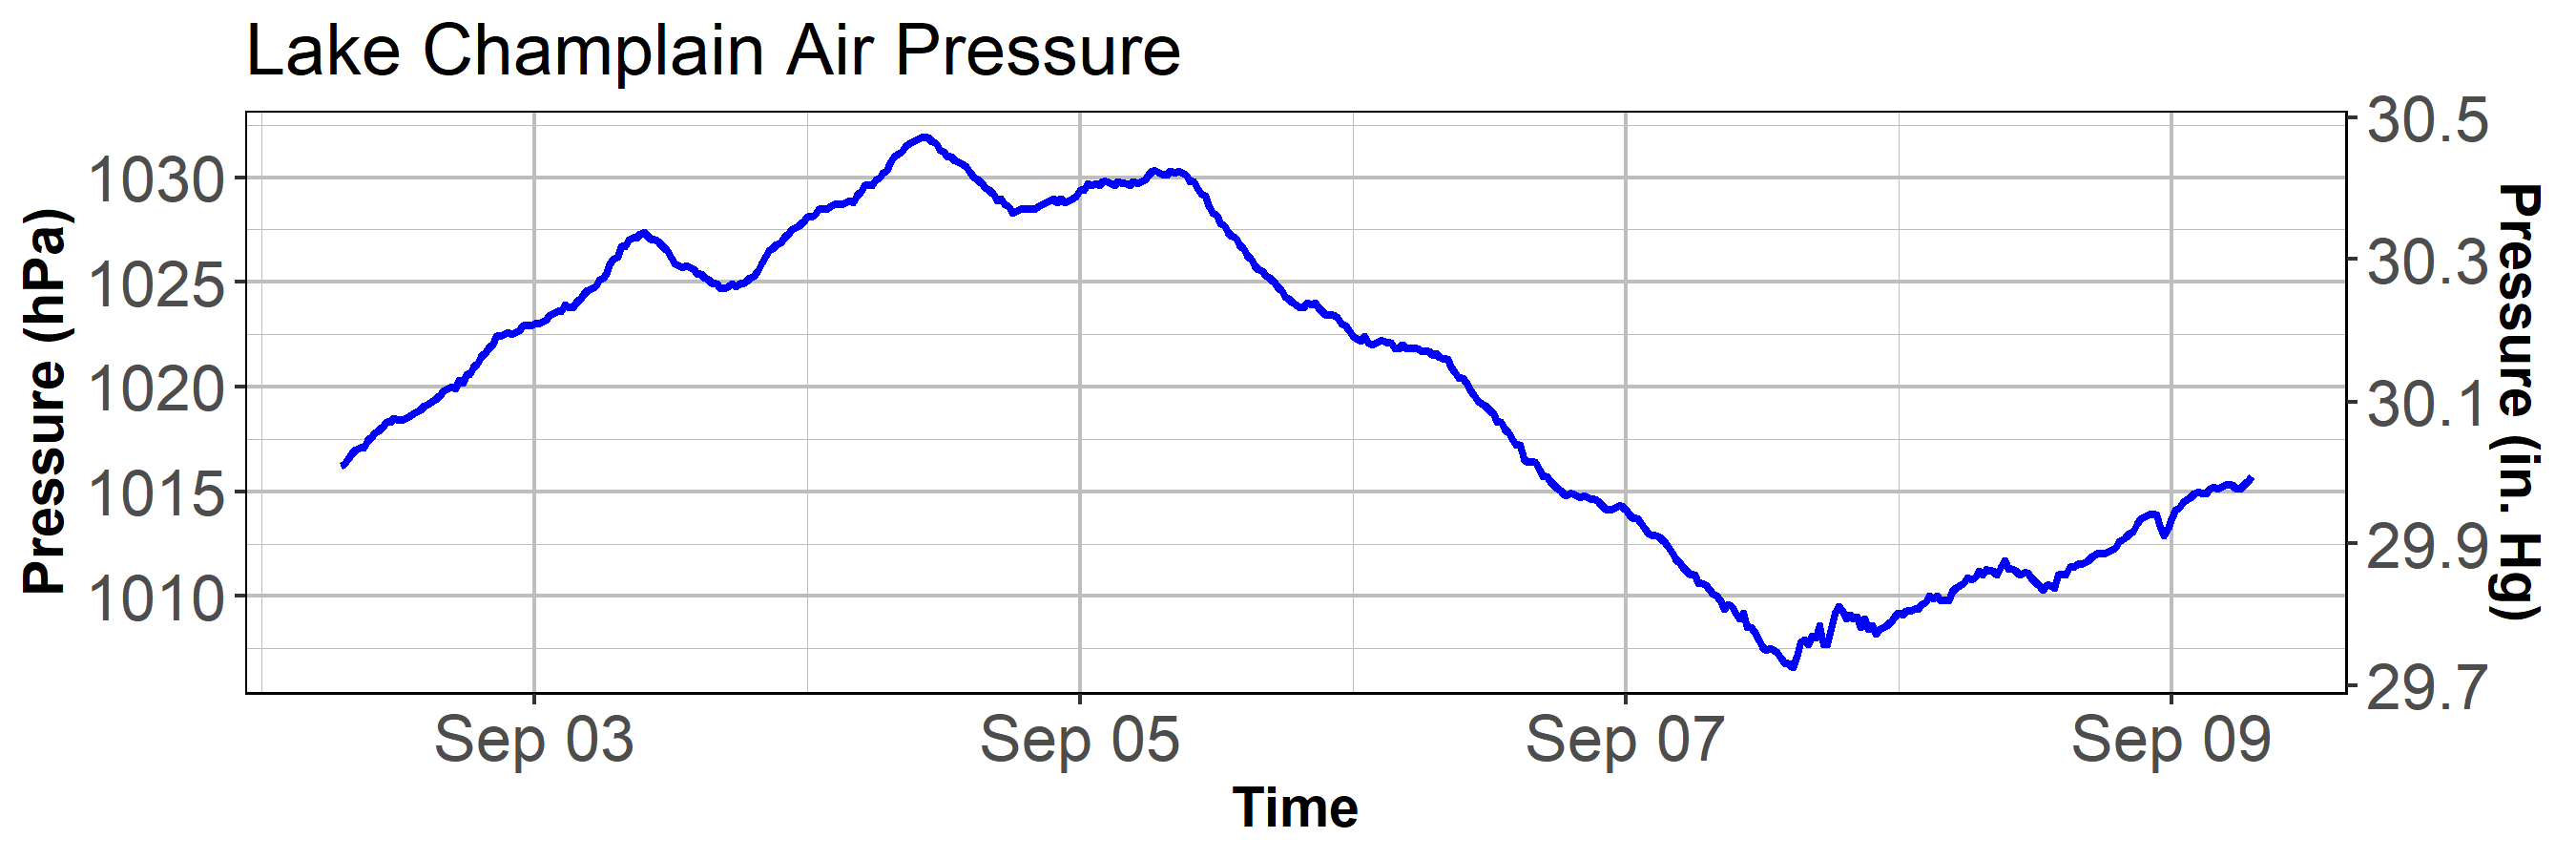 Lake Champlain Air Pressure
Pressure (hPa)
1030
1025
1020
1015
1010
30.5
30.3
30.1
29.9
29.7
Pressure (in. Hg)
Sep 03
Sep 05
Sep 07
Sep 09
Time